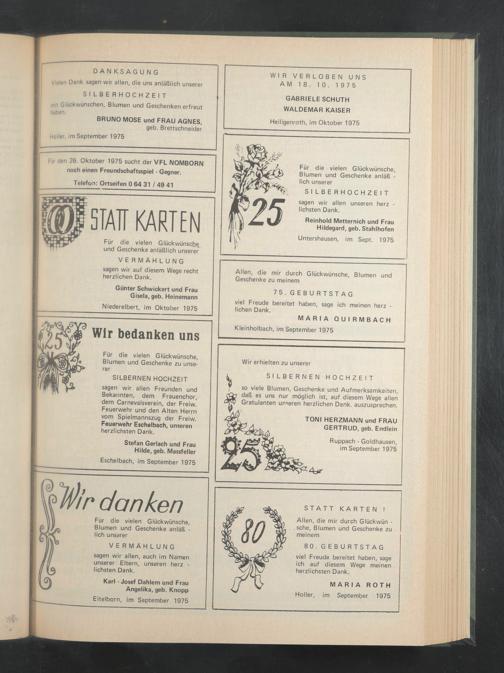 DANKSAGUNG
Vielen Dank sagen wir allen, die uns anläßlich unserer
SILBERHOCHZEIT
mit Glückwünschen, Blumen und Geschenken erfreut
haben.
BRUNO MOSE und FRAU AGNES,
geb. Brettschneider
Holler, im September 1975
Für den 26. Oktober 1975 sucht der VFL NOMBORN
noch einen Freundschaftsspiel - Gegner.
Telefon: Ortseifen 0 64 31 / 49 41
STATT KARTEN
Für die vielen Glückwünsche
und Geschenke anläßlich unserer
VERMÄHLUNG
sagen wir auf diesem Wege recht
herzlichen Dank.
Günter Schwickert und Frau
Gisela, geb. Heinemann
Niederelbert, im Oktober 1975
25
Wir bedanken uns
Für die vielen Glückwünsche,
Blumen und Geschenke zu unse-
rer
SILBERNEN HOCHZEIT
sagen wir allen Freunden und
Bekannten, dem Frauenchor,
dem Carnevalsverein, der Freiw.
Feuerwehr und den Alten Herrn
vom Spielmannszug der Freiw.
Feuerwehr Eschelbach, unseren
herzlichsten Dank.
Stefan Gerlach und Frau
Hilde, geb. Mansteller
Eschelbach, im September 1975
Wir danken
Für die vielen Glückwünsche,
Blumen und Geschenke anläß -
lich unserer
VERMÄHLUNG
sagen wir allen, auch im Namen
unserer Eltern, unseren herz -
lichsten Dank.
Karl - Josef Dahlem und Frau
Angelika, geb. Knopp
Eitelborn, im September 1975
WIR VERLOBEN UNS
AM 18. 10. 1975
GABRIELE SCHUTH
WALDEMAR KAISER
Heiligenroth, im Oktober 1975
25
Für die vielen Glückwünsche,
Blumen und Geschenke anläß -
lich unserer
SILBERHOCHZEIT
sagen wir allen unseren herz -
lichsten Dank.
Reinhold Metternich und Frau
Hildegard, geb. Stahlhofen
Untershausen, im Sept. 1975
Allen, die mir durch Glückwünsche, Blumen und
Geschenke zu meinem
75. GEBURTSTAG
viel Freude bereitet haben, sage ich meinen herz -
lichen Dank.
MARIA QUIRMBACH
Kleinholbach, im September 1975
Wir erhielten zu unserer
SILBERNEN HOCHZEIT
so viele Blumen, Geschenke und Aufmerksamkeiten,
daß es uns nur möglich ist, auf diesem Wege allen
Gratulanten unseren herzlichen Dank, auszusprechen.
TONI HERZMANN und FRAU
GERTRUD, geb. Endlein
Ruppach - Goldhausen,
im September 1975
25
80
STATT KARTEN !
Allen, die mir durch Glückwün -
sche, Blumen und Geschenke zu
meinem
80. GEBURTSTAG
viel Freude bereitet haben, sage
ich auf diesem Wege meinen
herzlichsten Dank.
MARIA ROTH
Holler, im September 1975